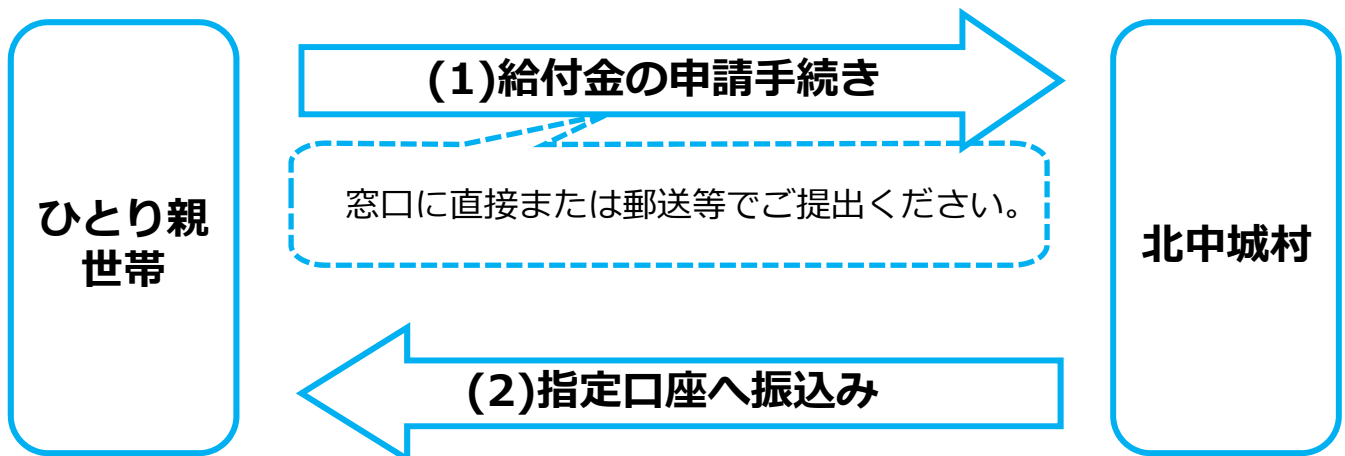 (1)給付金の申請手続き
窓口に直接または郵送等でご提出ください。
ひとり親
世帯
北中城村
(2)指定口座へ振込み